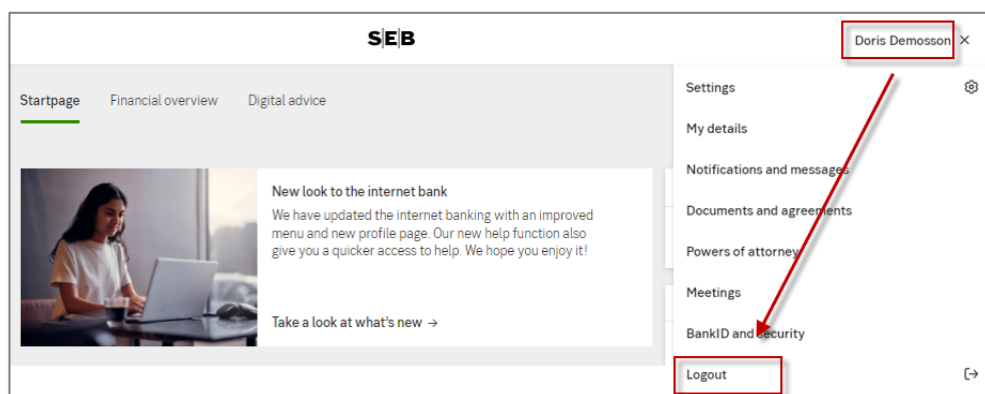 SEB
Doris Demosson
Startpage Financial overview Digital advice
New look to the internet bank
We have updated the internet banking with an improved
menu and new profile page. Our new help function also
give you a quicker access to help. We hope you enjoy it!
Take a look at what's new →
Settings
My details
Notifications and messages
Documents and agreements
Powers of attorney
Meetings
BankID and security
Logout